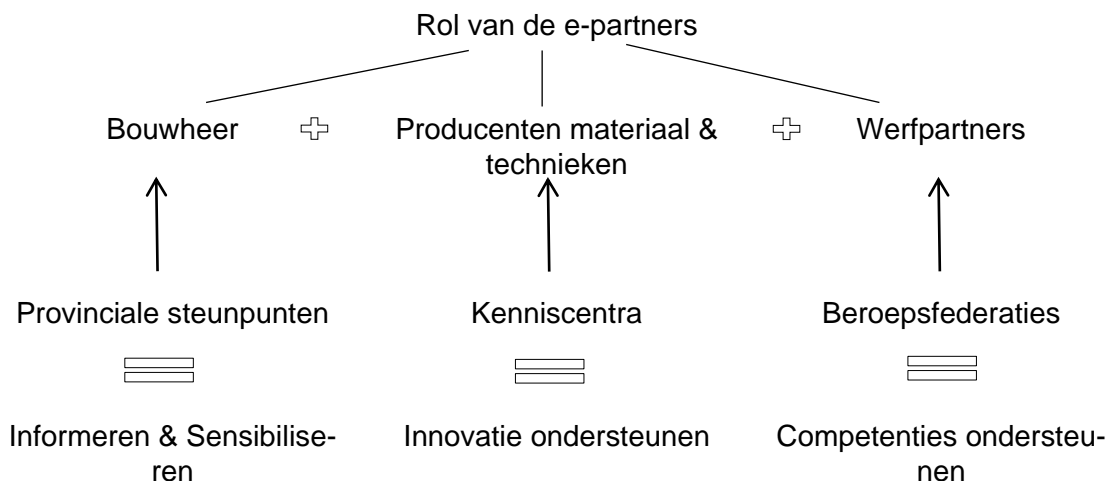 Rol van de e-partners
Bouwheer
Producenten materiaal &
technieken
Werfpartners
Provinciale steunpunten
Kenniscentra
Beroepsfederaties
Informeren & Sensibilise-
ren
Innovatie ondersteunen
Competenties ondersteu-
nen